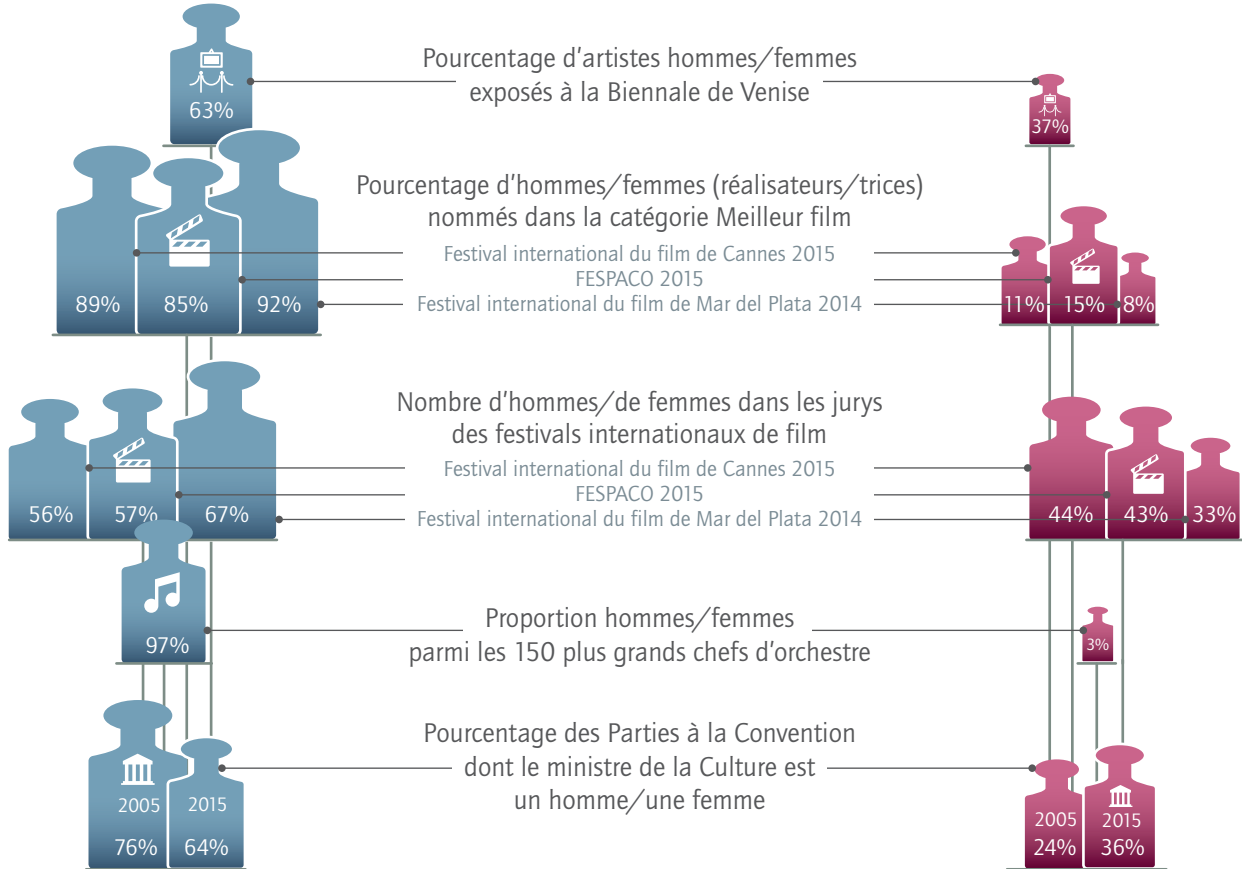 Pourcentage d'artistes hommes/femmes
exposés à la Biennale de Venise
63%
37%
Pourcentage d'hommes/femmes (réalisateurs/trices)
nommés dans la catégorie Meilleur film
Festival international du film de Cannes 2015
FESPACO 2015
Festival international du film de Mar del Plata 2014
89%
85%
92%
11%
15%
8%
Nombre d'hommes/de femmes dans les jurys
des festivals internationaux de film
Festival international du film de Cannes 2015
FESPACO 2015
Festival international du film de Mar del Plata 2014
56%
57%
67%
44%
43%
33%
Proportion hommes/femmes
parmi les 150 plus grands chefs d'orchestre
97%
3%
Pourcentage des Parties à la Convention
dont le ministre de la Culture est
un homme/une femme
2005
76%
2015
64%
2005
24%
2015
36%